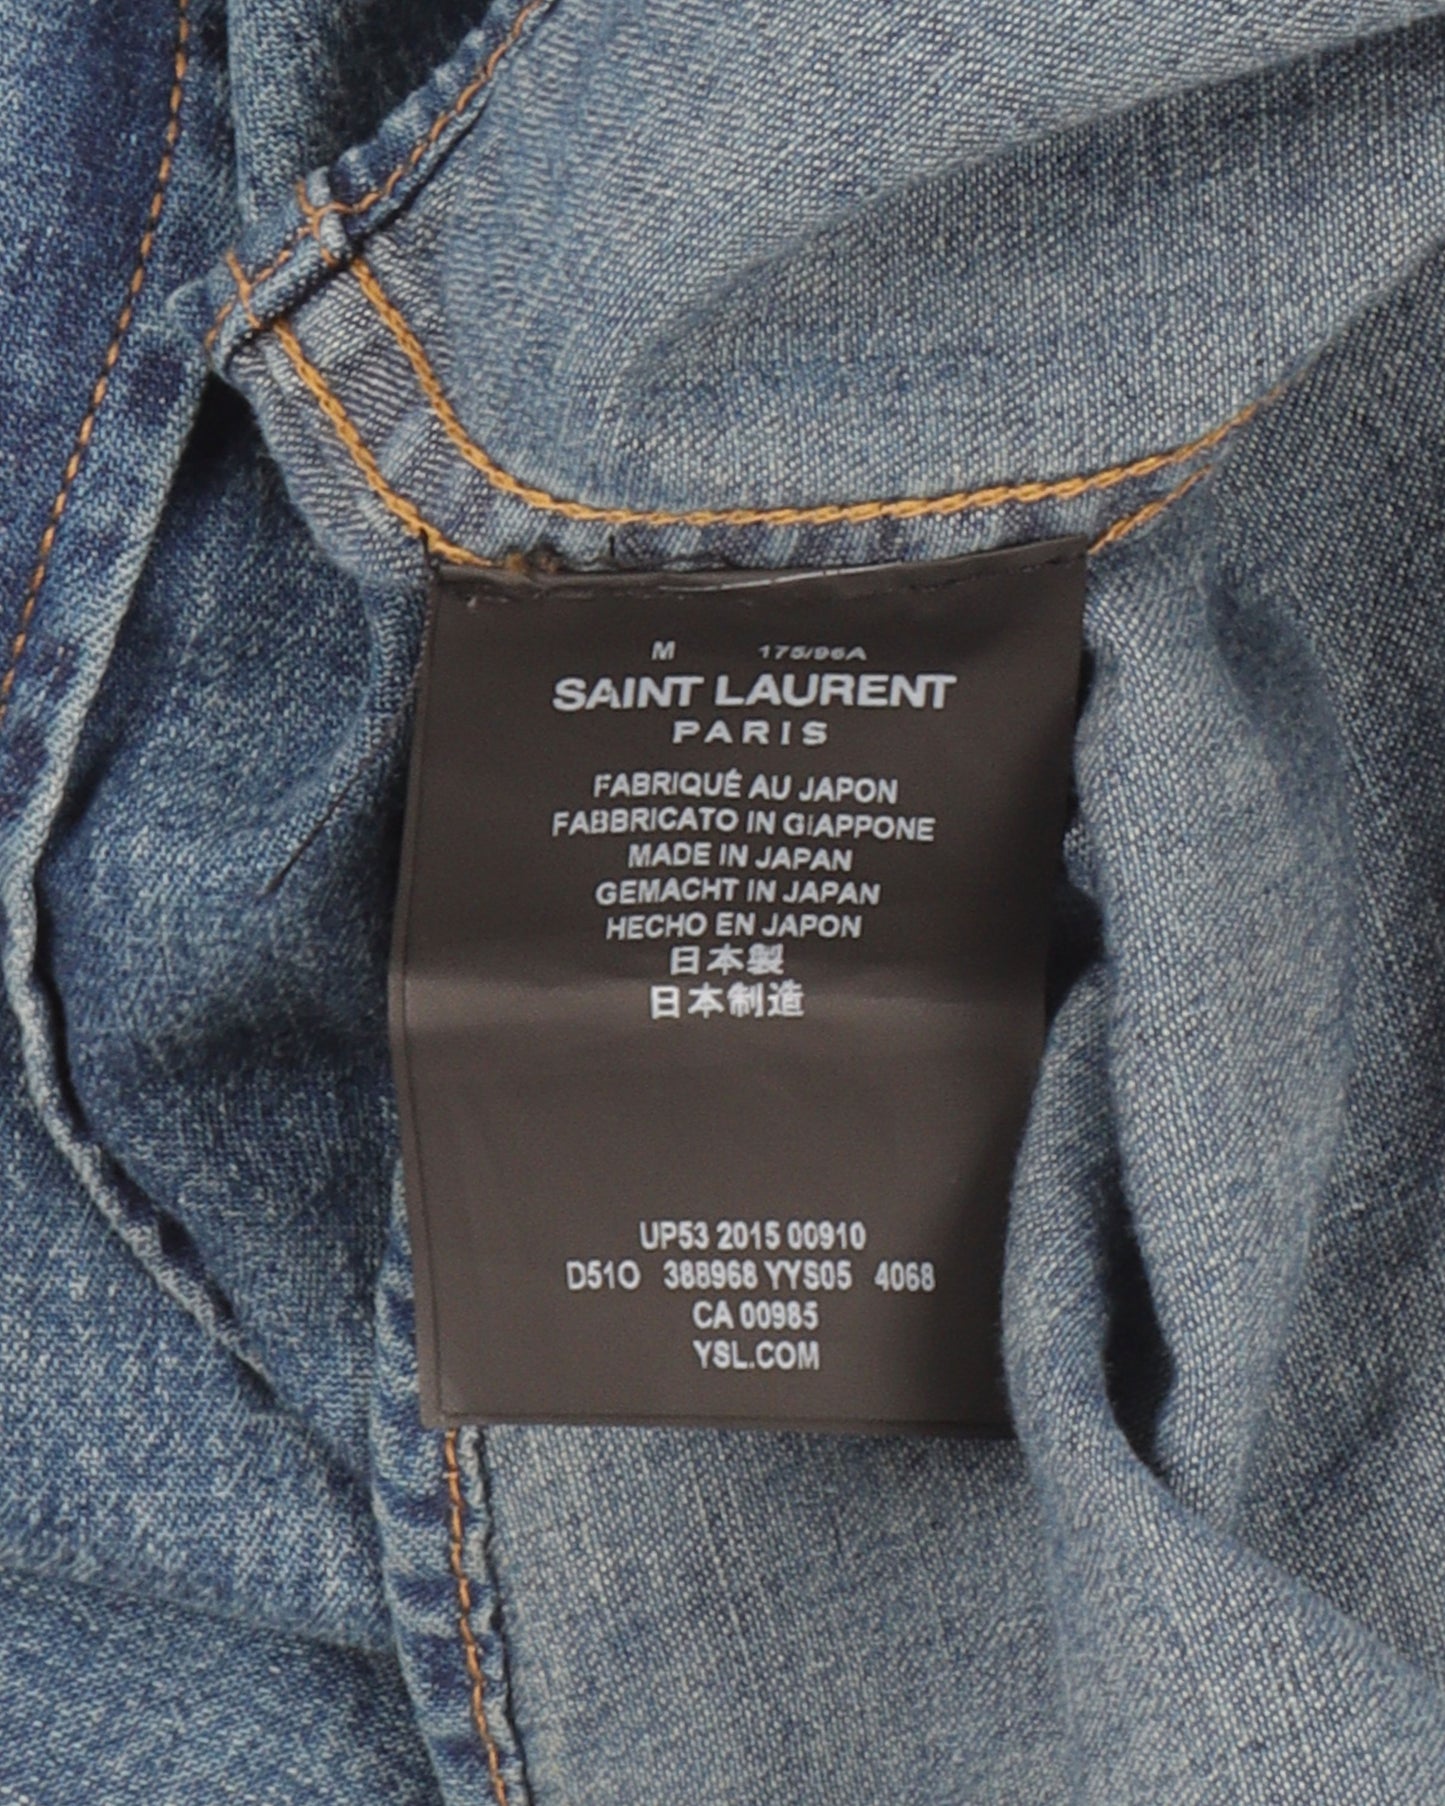 M 175/96A
SAINT LAURENT
PARIS
FABRIQUÉ AU JAPON
FABBRICATO IN GIAPPONE
MADE IN JAPAN
GEMACHT IN JAPAN
HECHO EN JAPON
日本製
日本制造
UP53 2015 00910
D51O 388968 YYS05 4068
CA 00985
YSL.COM